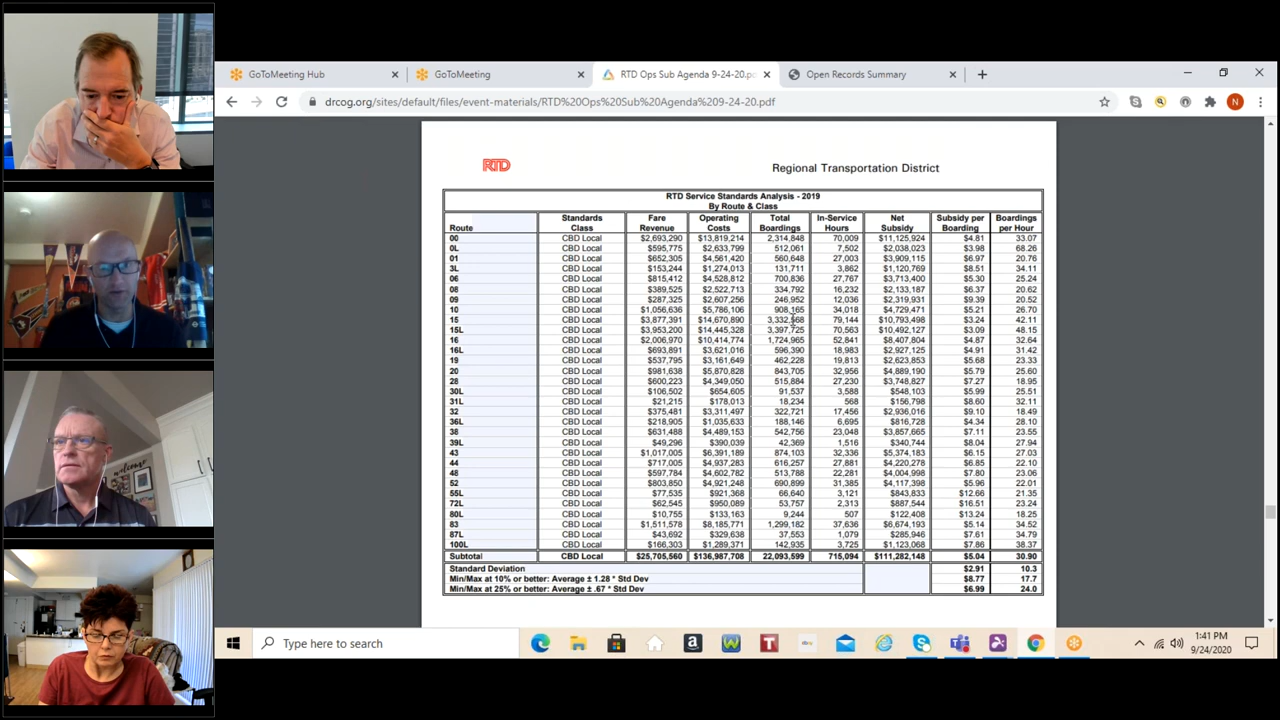 GoToMeeting Hub
GoToMeeting
RTD Ops Sub Agenda 9-24-20.pd
Open Records Summary
drcog.org/sites/default/files/event-materials/RTD%20Ops%20Sub%20Agenda%209-24-20.pdf
N
RTD
Regional Transportation District
RTD Service Standards Analysis - 2019
By Route & Class
Route Standards Class Fare Revenue Operating Costs Total Boardings In-Service Hours Net Subsidy Subsidy per Boarding Boardings per Hour
00 CBD Local $2,693,290 $13,819,214 2,314,848 70,009 $11,125,924 $4.81 33.07
0L CBD Local $595,775 $2,633,799 512,061 7,502 $2,038,023 $3.98 68.26
01 CBD Local $652,305 $4,561,420 560,648 27,003 $3,909,115 $6.97 20.76
3L CBD Local $153,244 $1,274,013 131,711 3,862 $1,120,769 $8.51 34.11
06 CBD Local $815,412 $4,528,812 700,836 27,767 $3,713,400 $5.30 25.24
08 CBD Local $389,525 $2,522,713 334,792 16,232 $2,133,187 $6.37 20.62
09 CBD Local $287,325 $2,607,256 246,952 12,036 $2,319,931 $9.39 20.52
10 CBD Local $1,056,636 $5,786,106 908,165 34,018 $4,729,471 $5.21 26.70
15 CBD Local $3,877,391 $14,670,890 3,332,568 79,144 $10,793,498 $3.24 42.11
15L CBD Local $3,953,200 $14,445,328 3,397,725 70,563 $10,492,127 $3.09 48.15
16 CBD Local $2,006,970 $10,414,774 1,724,965 52,841 $8,407,804 $4.87 32.64
16L CBD Local $693,891 $3,621,016 596,390 18,983 $2,927,125 $4.91 31.42
19 CBD Local $537,795 $3,161,649 462,228 19,813 $2,623,853 $5.68 23.33
20 CBD Local $981,638 $5,870,828 843,705 32,956 $4,889,190 $5.79 25.60
28 CBD Local $600,223 $4,349,050 515,884 27,230 $3,748,827 $7.27 18.95
30L CBD Local $106,502 $654,605 91,537 3,588 $548,103 $5.99 25.51
31L CBD Local $21,215 $178,013 18,234 568 $156,798 $8.60 32.11
32 CBD Local $375,481 $3,311,497 322,721 17,456 $2,936,016 $9.10 18.49
36L CBD Local $218,905 $1,035,633 188,146 6,695 $816,728 $4.34 28.10
38 CBD Local $631,488 $4,489,153 542,756 23,048 $3,857,665 $7.11 23.55
39L CBD Local $49,296 $390,039 42,369 1,516 $340,744 $8.04 27.94
43 CBD Local $1,017,005 $6,391,189 874,103 32,336 $5,374,183 $6.15 27.03
44 CBD Local $717,005 $4,937,283 616,257 27,881 $4,220,278 $6.85 22.10
48 CBD Local $597,784 $4,602,782 513,788 22,281 $4,004,998 $7.80 23.06
52 CBD Local $803,850 $4,921,248 690,899 31,385 $4,117,398 $5.96 22.01
55L CBD Local $77,535 $921,368 66,640 3,121 $843,833 $12.66 21.35
72L CBD Local $62,545 $950,089 53,757 2,313 $887,544 $16.51 23.24
80L CBD Local $10,755 $133,163 9,244 507 $122,408 $13.24 18.25
83 CBD Local $1,511,578 $8,185,771 1,299,182 37,636 $6,674,193 $5.14 34.52
87L CBD Local $43,692 $329,638 37,553 1,079 $285,946 $7.61 34.79
100L CBD Local $166,303 $1,289,371 142,935 3,725 $1,123,068 $7.86 38.37
Subtotal CBD Local $25,705,560 $136,987,708 22,093,599 715,094 $111,282,148 $5.04 30.90
Standard Deviation $2.91 10.3
Min/Max at 10% or better: Average ± 1.28 * Std Dev $8.77 17.7
Min/Max at 25% or better: Average ± .67 * Std Dev $6.99 24.0
welcome
Type here to search
1:41 PM
9/24/2020